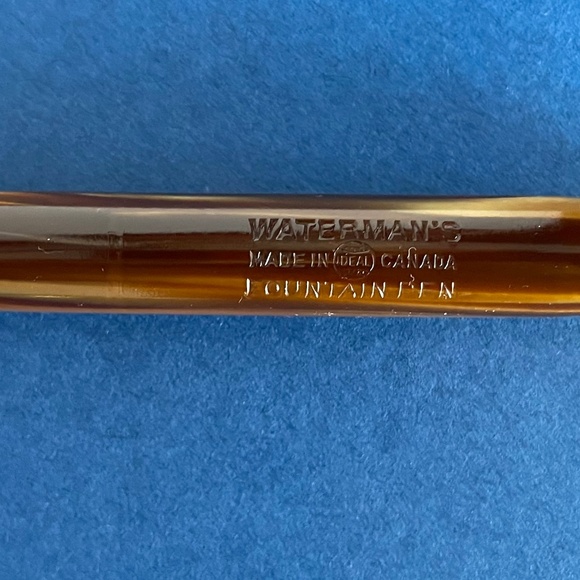 WATERMAN'S
MADE IN IDEAL CANADA
FOUNTAIN PEN